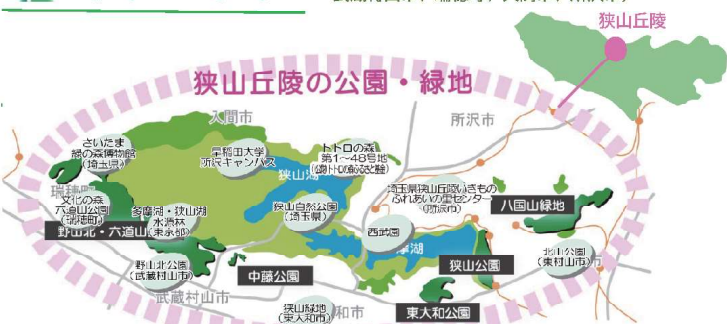 狭山丘陵
狭山丘陵の公園・緑地
入間市
所沢市
さいたま
緑の森博物館
(埼玉県)
早稲田大学
所沢キャンパス
トトロの森
第1～48号地
狭山湖
瑞穂町
文化の森
六道山公園
(瑞穂町)
多摩湖・狭山湖
水源林
(東京都)
狭山自然公園
(埼玉県)
埼玉県狭山丘陵いきもの
ふれあいの里センター
(所沢市)
八国山緑地
野山北・六道山
西武園
摩湖
野山北公園
(武蔵村山市)
中藤公園
狭山公園
北山公園
(東村山市)
市
武蔵村山市
狭山緑地
(東大和市)
和市
東大和公園